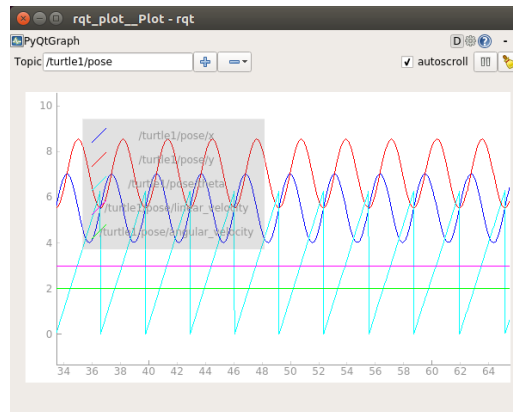 rqt_plot__Plot - rqt
PyQtGraph
D
-
Topic /turtle1/pose
autoscroll
10
8
6
4
2
0
/turtle1/pose/x
/turtle1/pose/y
/turtle1/pose/theta
/turtle1/pose/linear_velocity
/turtle1/pose/angular_velocity
34 36 38 40 42 44 46 48 50 52 54 56 58 60 62 64